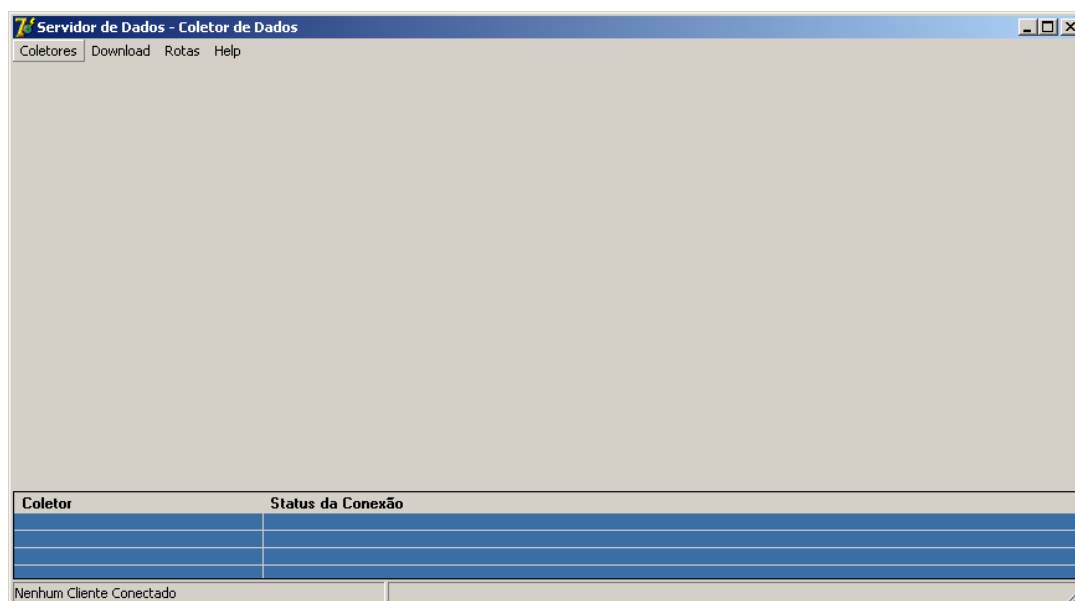 Servidor de Dados - Coletor de Dados
Coletores Download Rotas Help
Coletor Status da Conexão
Nenhum Cliente Conectado